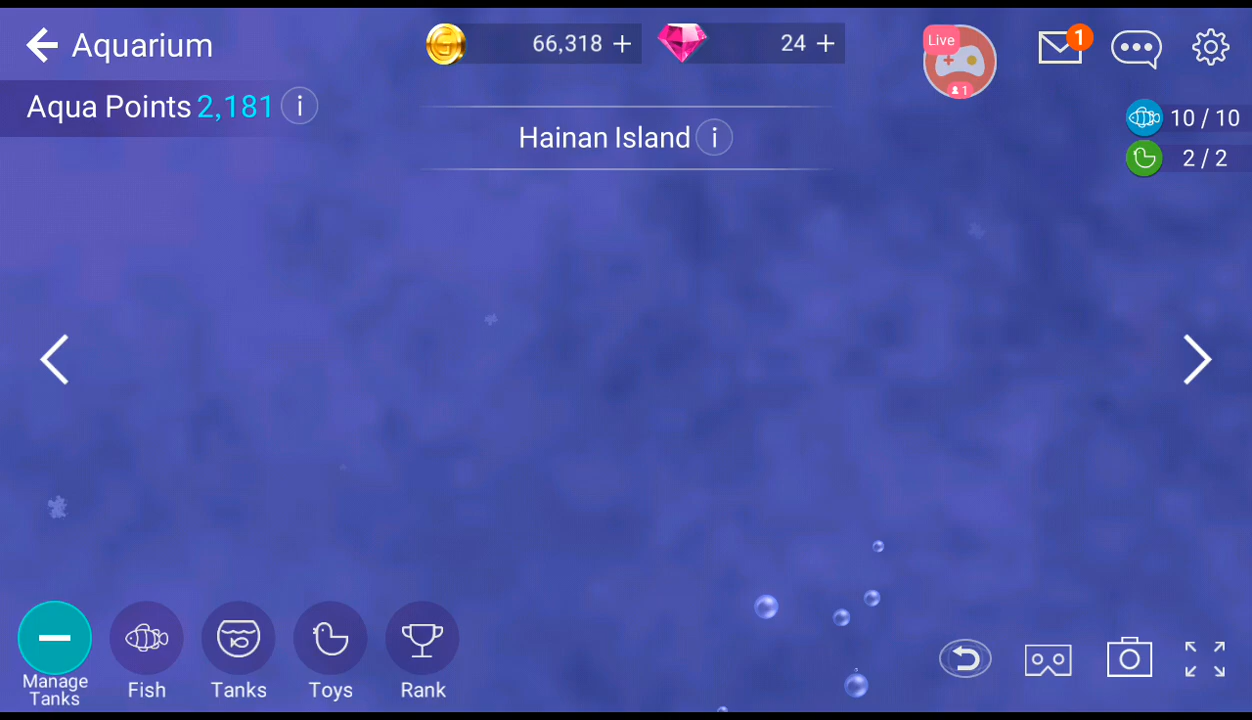 Aquarium
66,318 +
24 +
Live
1
1
Aqua Points 2,181 i
Hainan Island i
10 / 10
2 / 2
Manage
Tanks
Fish
Tanks
Toys
Rank